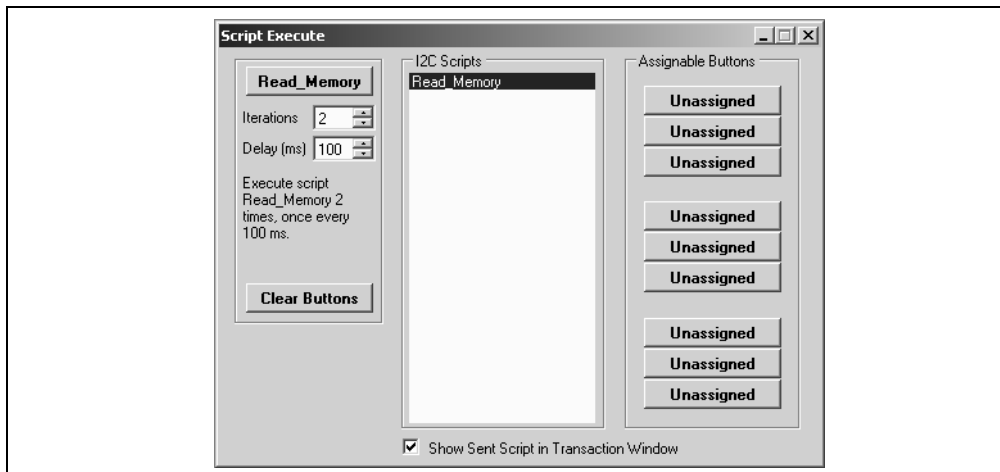 Script Execute
Read_Memory
Iterations 2
Delay (ms) 100
Execute script
Read_Memory 2
times, once every
100 ms.
Clear Buttons
I2C Scripts
Read_Memory
Assignable Buttons
Unassigned
Unassigned
Unassigned
Unassigned
Unassigned
Unassigned
Unassigned
Unassigned
Unassigned
Show Sent Script in Transaction Window